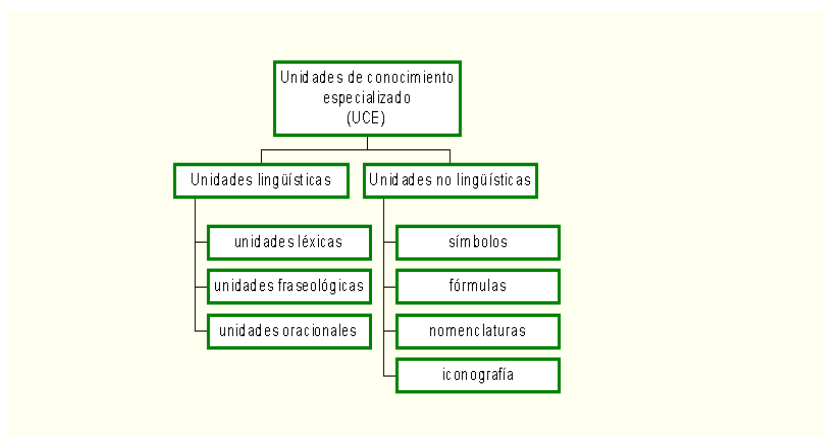 Unidades de conocimiento
especializado
(UCE)
Unidades lingüísticas
Unidades no lingüísticas
unidades léxicas
símbolos
unidades fraseológicas
fórmulas
unidades oracionales
nomenclaturas
iconografía